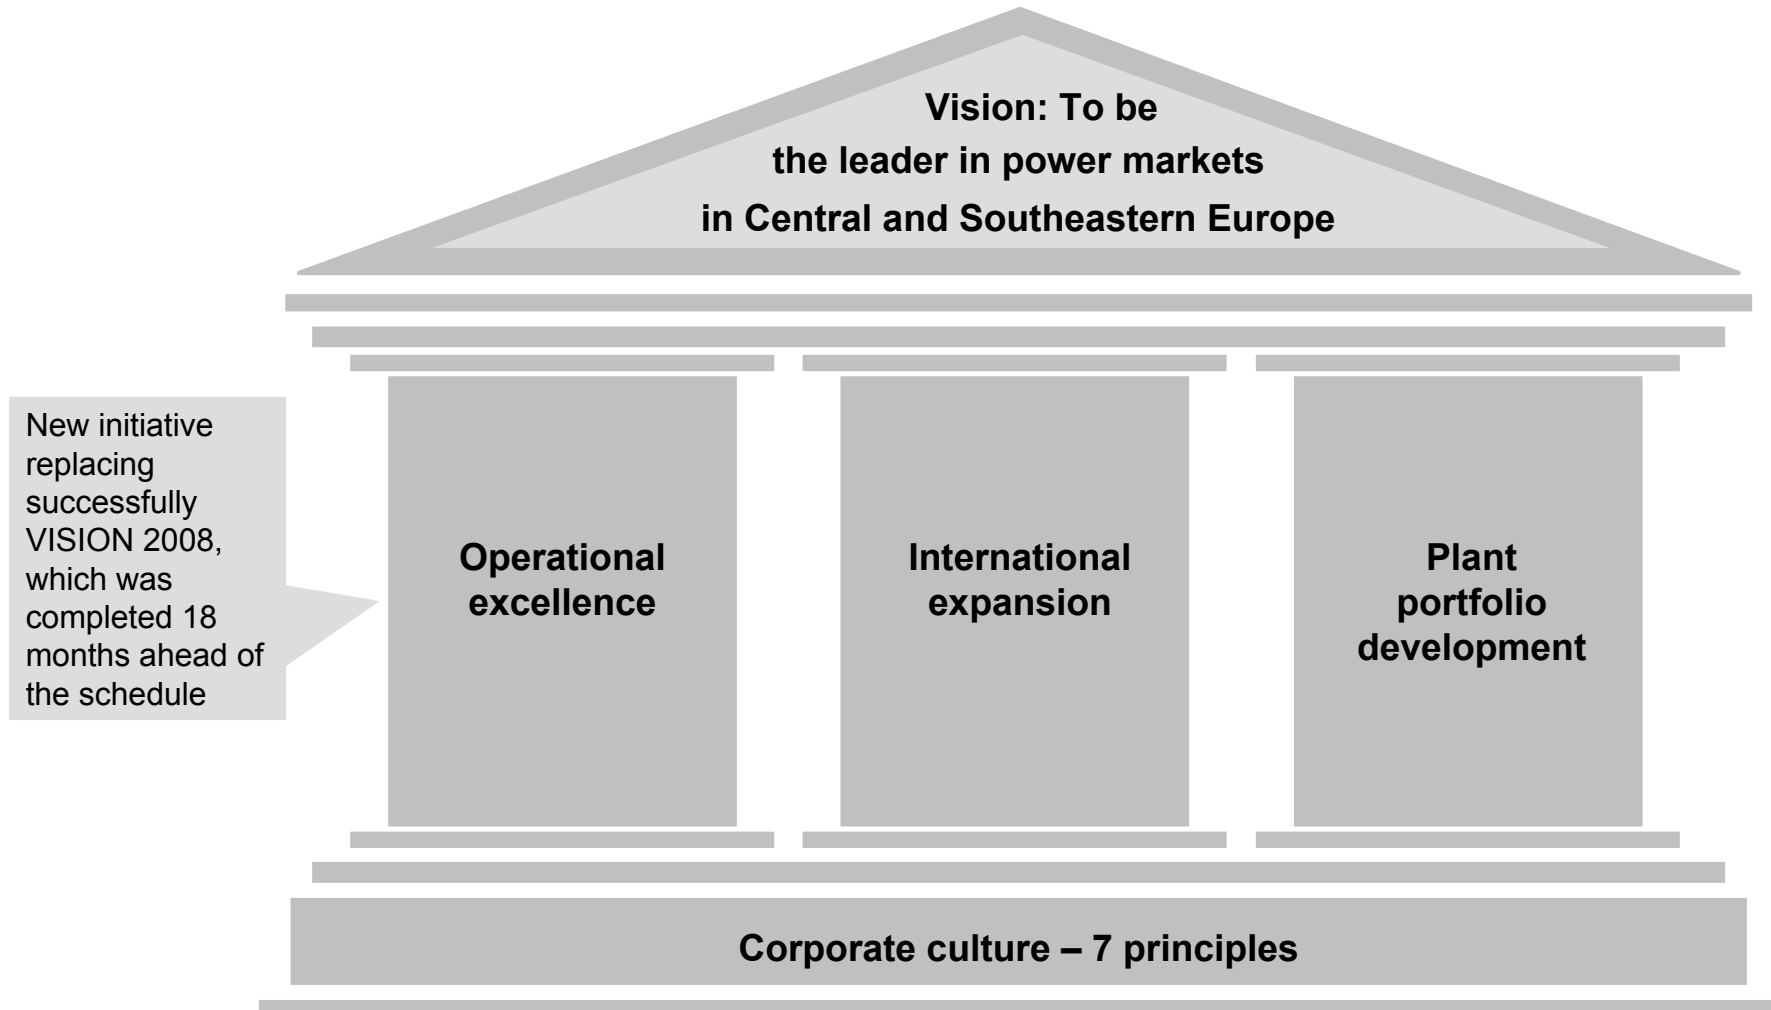 Vision: To be
the leader in power markets
in Central and Southeastern Europe
New initiative
replacing
successfully
VISION 2008,
which was
completed 18
months ahead of
the schedule
Operational
excellence
International
expansion
Plant
portfolio
development
Corporate culture – 7 principles